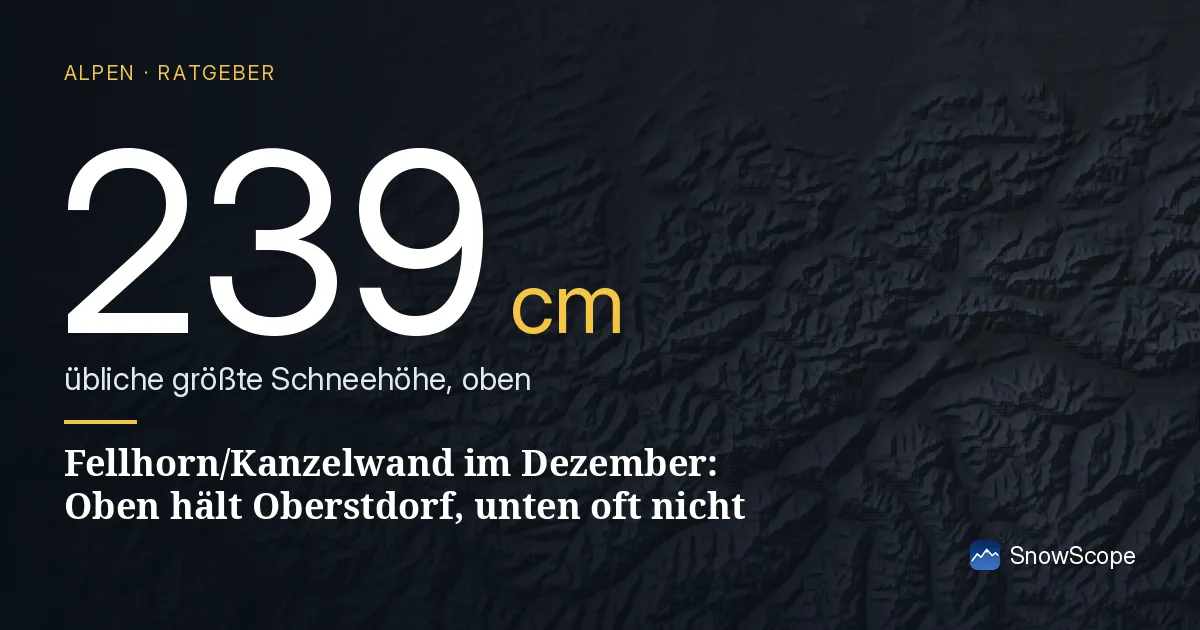 ALPEN · RATGEBER
239 cm
übliche größte Schneehöhe, oben
Fellhorn/Kanzelwand im Dezember:
Oben hält Oberstdorf, unten oft nicht
SnowScope